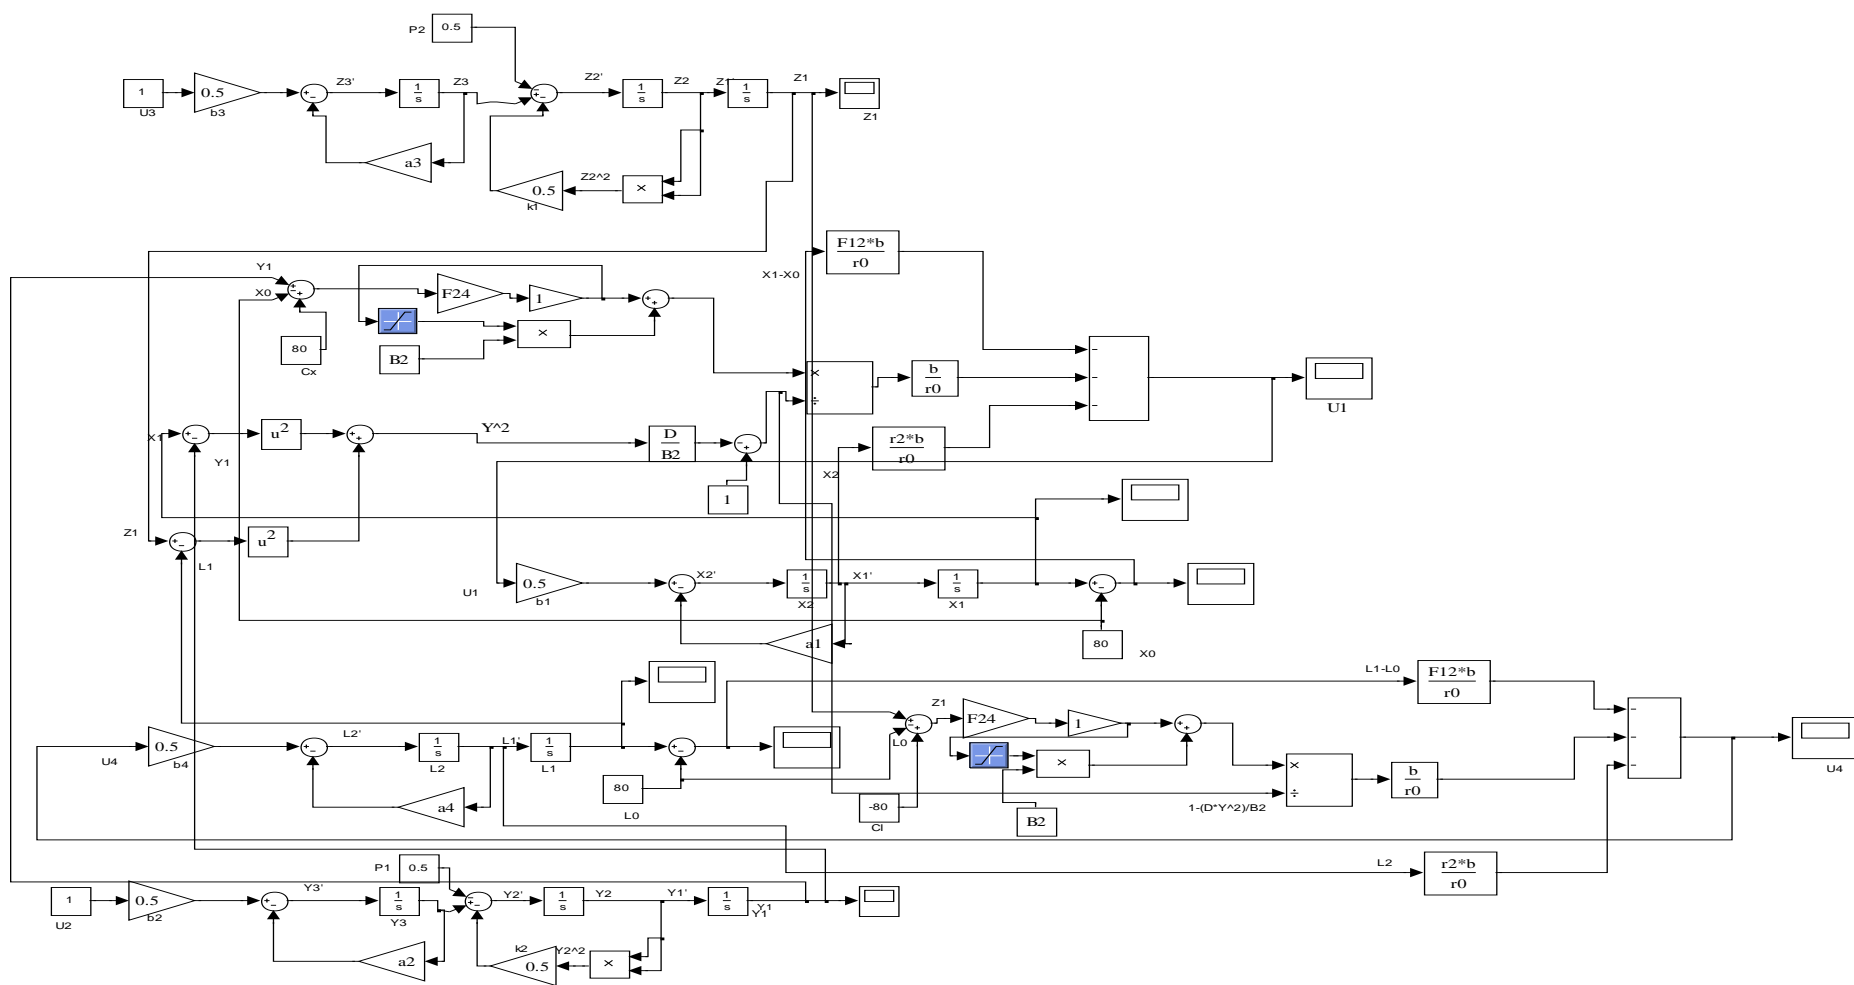 P2
0.5
1
U3
0.5
b3
+
−
Z3'
1
s
Z3
a3
Z2'
1
s
Z2
1
s
Z1
Z1
Z2^2
0.5
k1
×
F12*b
r0
X1-X0
Y1
X0
F24
1
80
Cx
B2
×
×
÷
b
r0
−
−
−
U1
X1
Y1
u²
Y^2
D
B2
1
r2*b
r0
X2
Z1
L1
u²
U1
0.5
b1
X2'
1
s
X2
X1'
1
s
X1
a1
80
X0
L1-L0
F12*b
r0
U4
0.5
b4
L2'
1
s
L2
L1'
1
s
L1
a4
80
L0
L0
Z1
F24
1
-80
Cl
×
B2
×
÷
1-(D*Y^2)/B2
b
r0
−
−
−
U4
L2
r2*b
r0
P1
0.5
1
U2
0.5
b2
Y3'
1
s
Y3
a2
Y2'
1
s
Y2
Y1'
1
s
Y1
Y1
k2
0.5
Y2^2
×